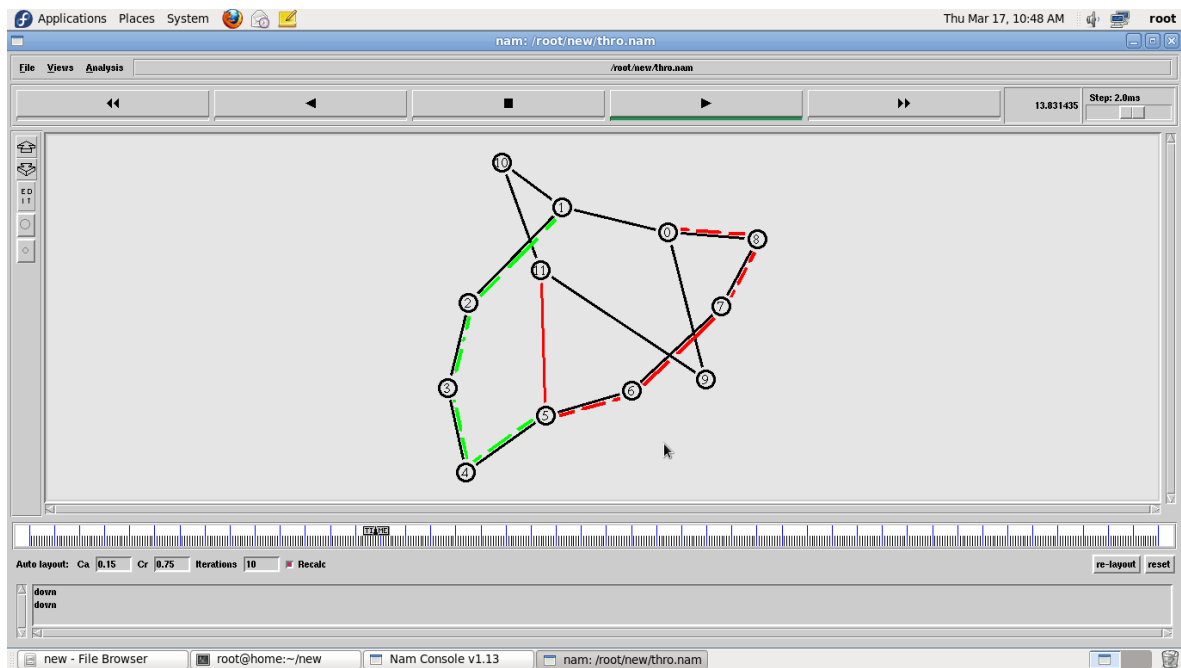 Applications Places System Thu Mar 17, 10:48 AM root
nam: /root/new/thro.nam
File Views Analysis /root/new/thro.nam
13.831435 Step: 2.0ms
E D
I T
10
1
0
8
11
2
7
9
3
6
5
4
TIME
Auto layout: Ca 0.15 Cr 0.75 Iterations 10 Recalc re-layout reset
down
down
new - File Browser root@home:~/new Nam Console v1.13 nam: /root/new/thro.nam